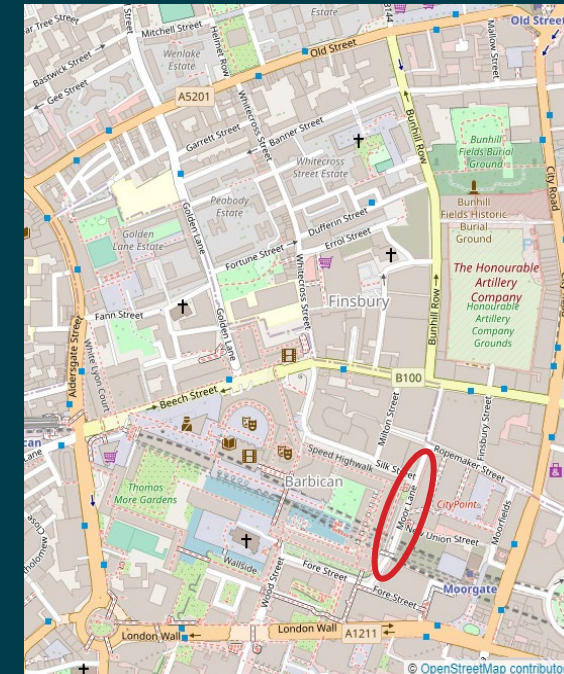 Estate
Old Street
B144
Mitchell Street
Mallow Street
Helmet Row
Wenlake
Estate
Old Street
Bastwick Street
Gee Street
A5201
Whitecross Street
Banner Street
Garrett Street
Bunhill Row
Bunhill
Fields Burial
Ground
City Road
Whitecross
Street Estate
Peabody
Estate
Bunhill
Fields Historic
Burial
Ground
Golden Lane
Dufferin Street
Golden
Lane Estate
Errol Street
Fortune Street
The Honourable
Artillery
Company
Honourable
Artillery
Company
Grounds
Whitecross Street
Finsbury
Bunhill Row
Fann Street
Golden Lane
Aldersgate Street
White Lyon Court
B100
Beech Street
Milton Street
Finsbury Street
Ropemaker Street
Speed Highwalk
Silk Street
Barbican
Thomas
More Gardens
Moor Lane
CityPoint
Moorfields
New Union Street
Wallside
Fore Street
Wood Street
Fore Street
Moorgate
London Wall
London Wall
A1211
© OpenStreetMap contributor